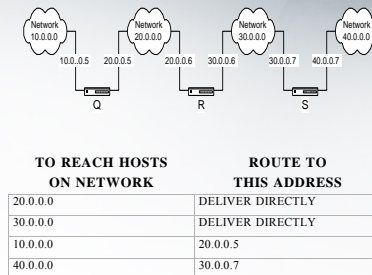 Network Network Network Network
10.0.0.0 20.0.0.0 30.0.0.0 40.0.0.0
10.0..0.5 20.0.0.5 20.0.0.6 30.0.0.6 30.0.0.7 40.0.0.7
Q R S
TO REACH HOSTS ROUTE TO
ON NETWORK THIS ADDRESS
20.0.0.0 DELIVER DIRECTLY
30.0.0.0 DELIVER DIRECTLY
10.0.0.0 20.0.0.5
40.0.0.0 30.0.0.7